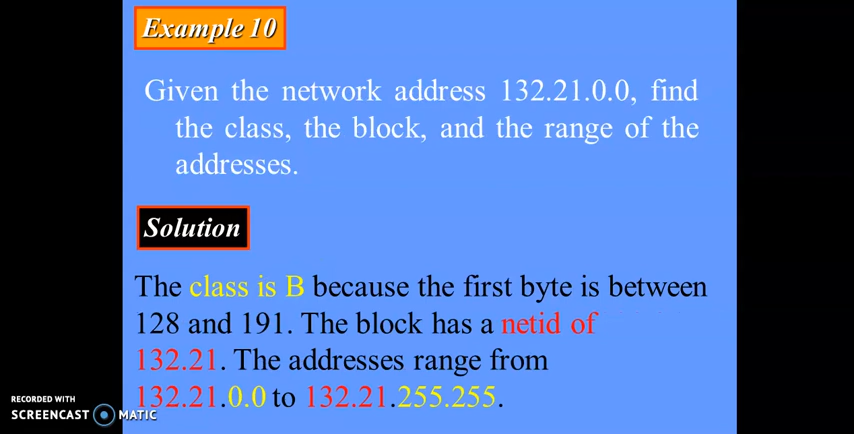 Example 10
Given the network address 132.21.0.0, find
the class, the block, and the range of the
addresses.
Solution
The class is B because the first byte is between
128 and 191. The block has a netid of
132.21. The addresses range from
132.21.0.0 to 132.21.255.255.
RECORDED WITH
SCREENCAST MATIC